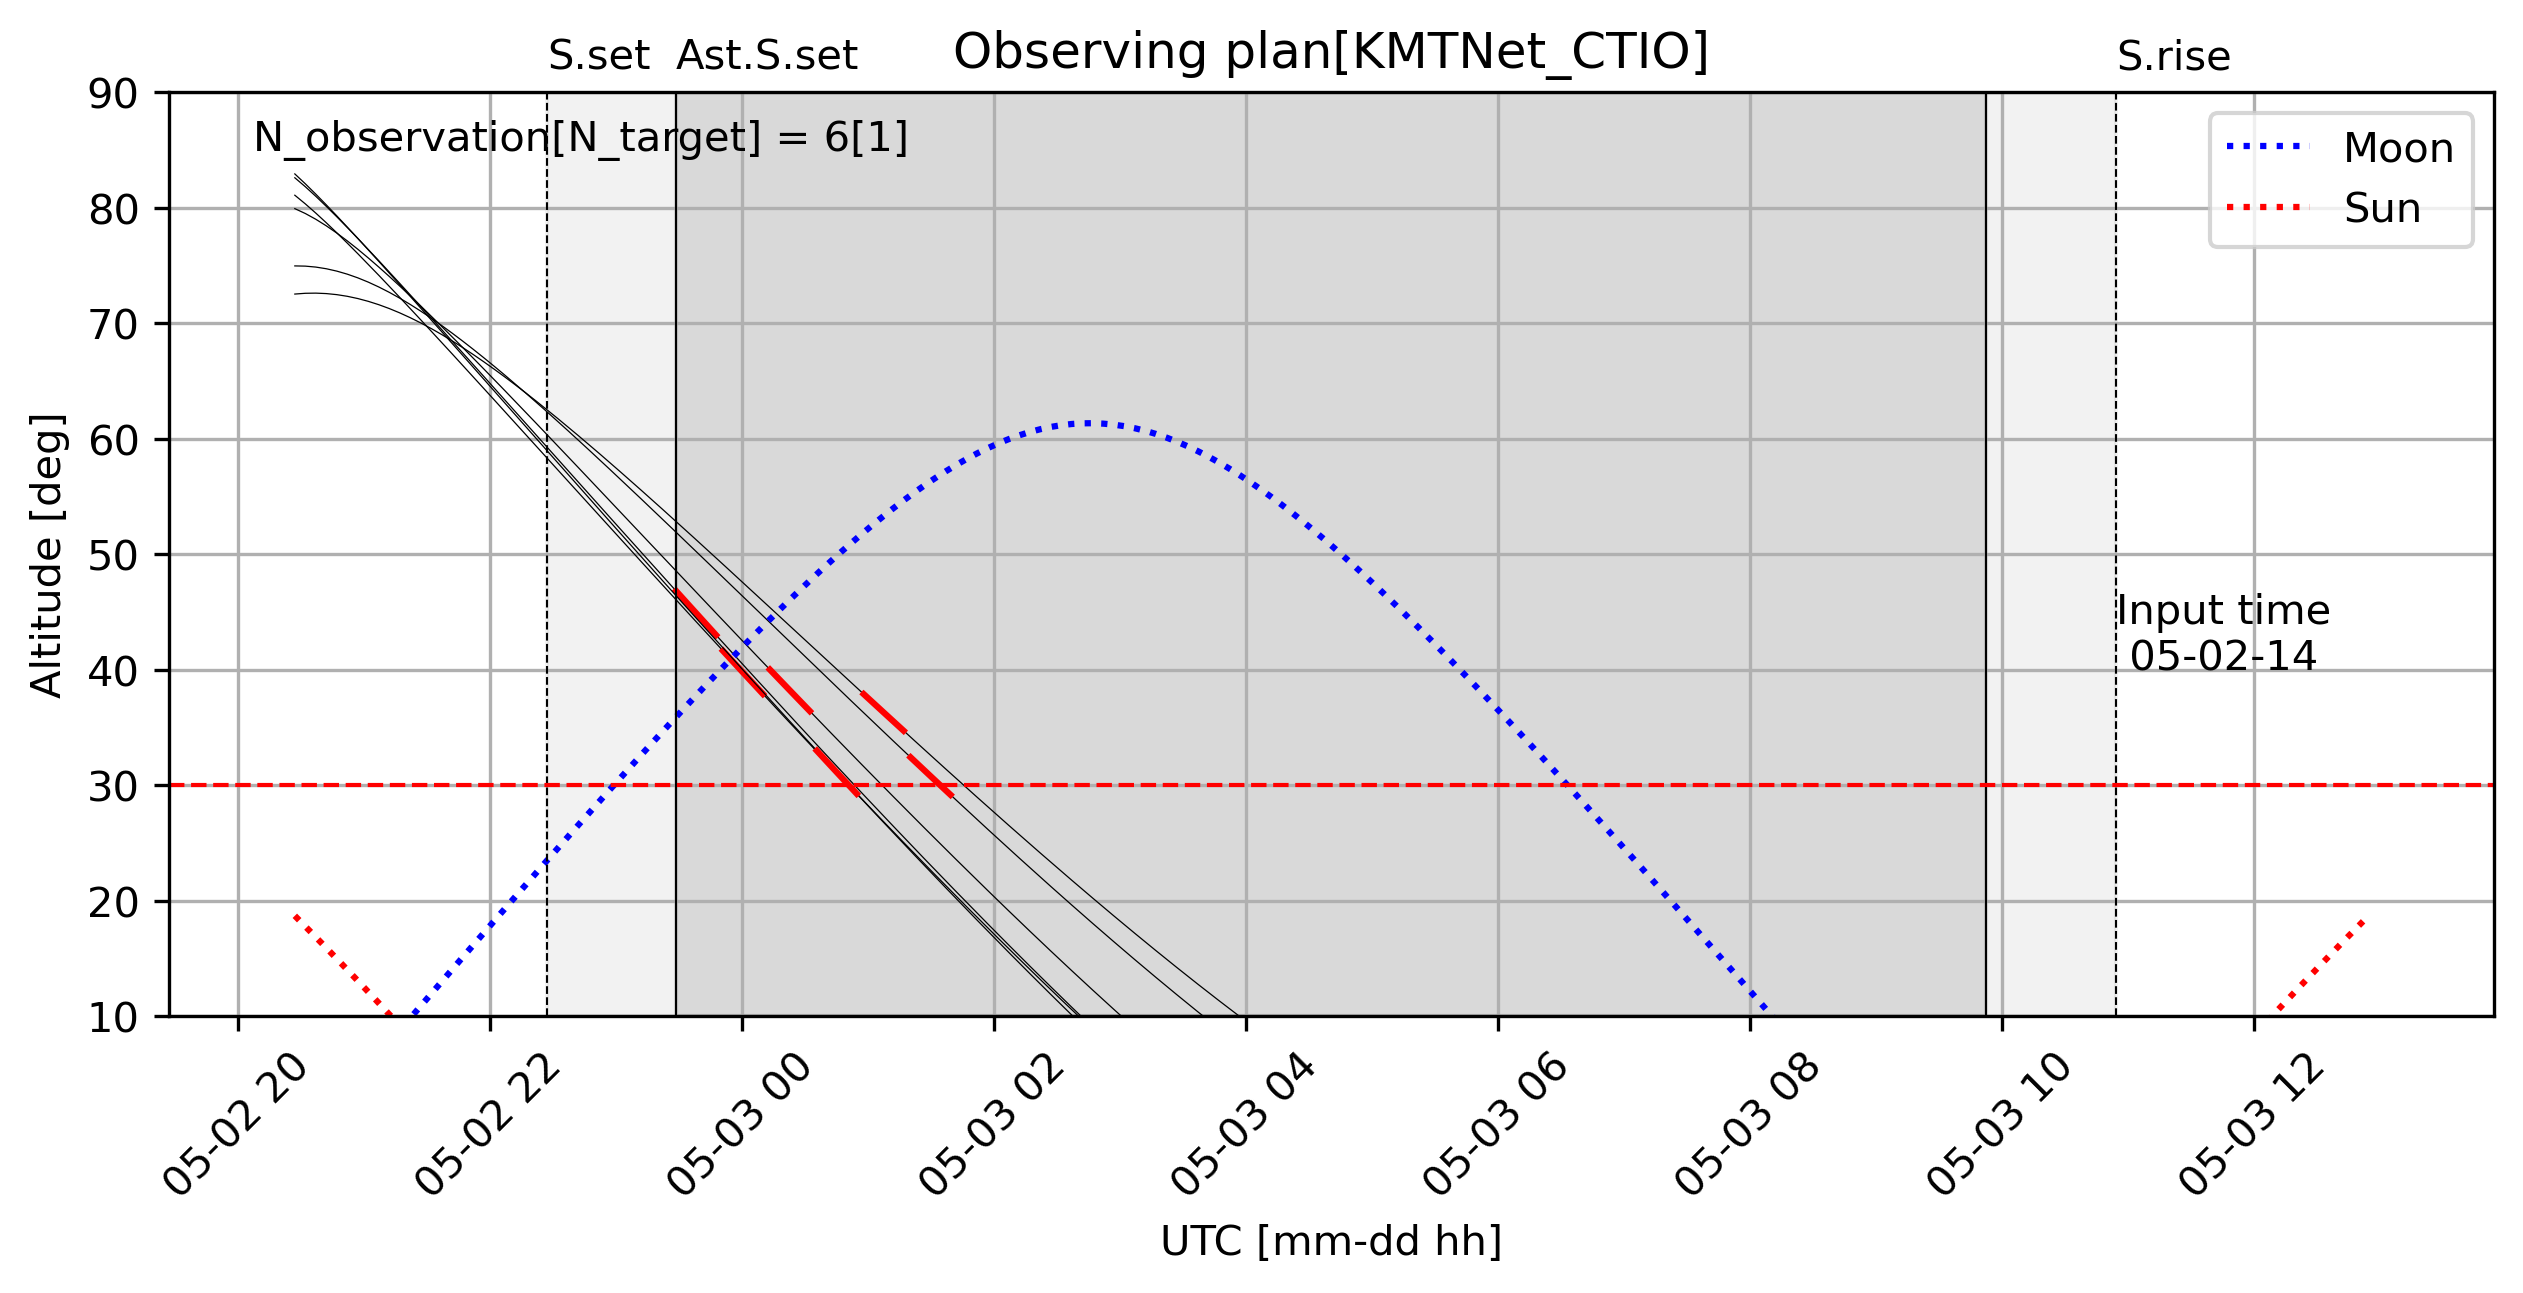 S.set Ast.S.set Observing plan[KMTNet_CTIO] S.rise
N_observation[N_target] = 6[1]
Moon
Sun
Input time
05-02-14
Altitude [deg]
90
80
70
60
50
40
30
20
10
05-02 20
05-02 22
05-03 00
05-03 02
05-03 04
05-03 06
05-03 08
05-03 10
05-03 12
UTC [mm-dd hh]